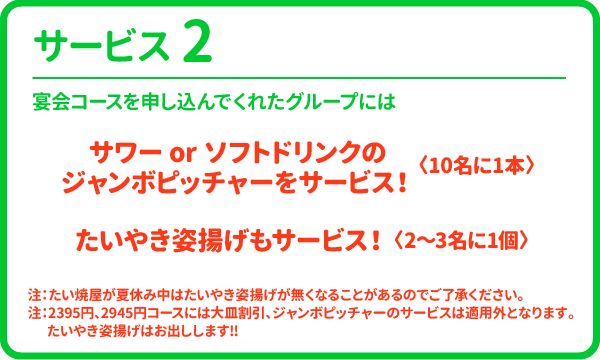 サービス 2
宴会コースを申し込んでくれたグループには
サワー or ソフトドリンクの
ジャンボピッチャーをサービス！
〈10名に1本〉
たいやき姿揚げもサービス！〈2～3名に1個〉
注：たい焼屋が夏休み中はたいやき姿揚げが無くなることがあるのでご了承ください。
注：2395円、2945円コースには大皿割引、ジャンボピッチャーのサービスは適用外となります。
たいやき姿揚げはお出しします!!